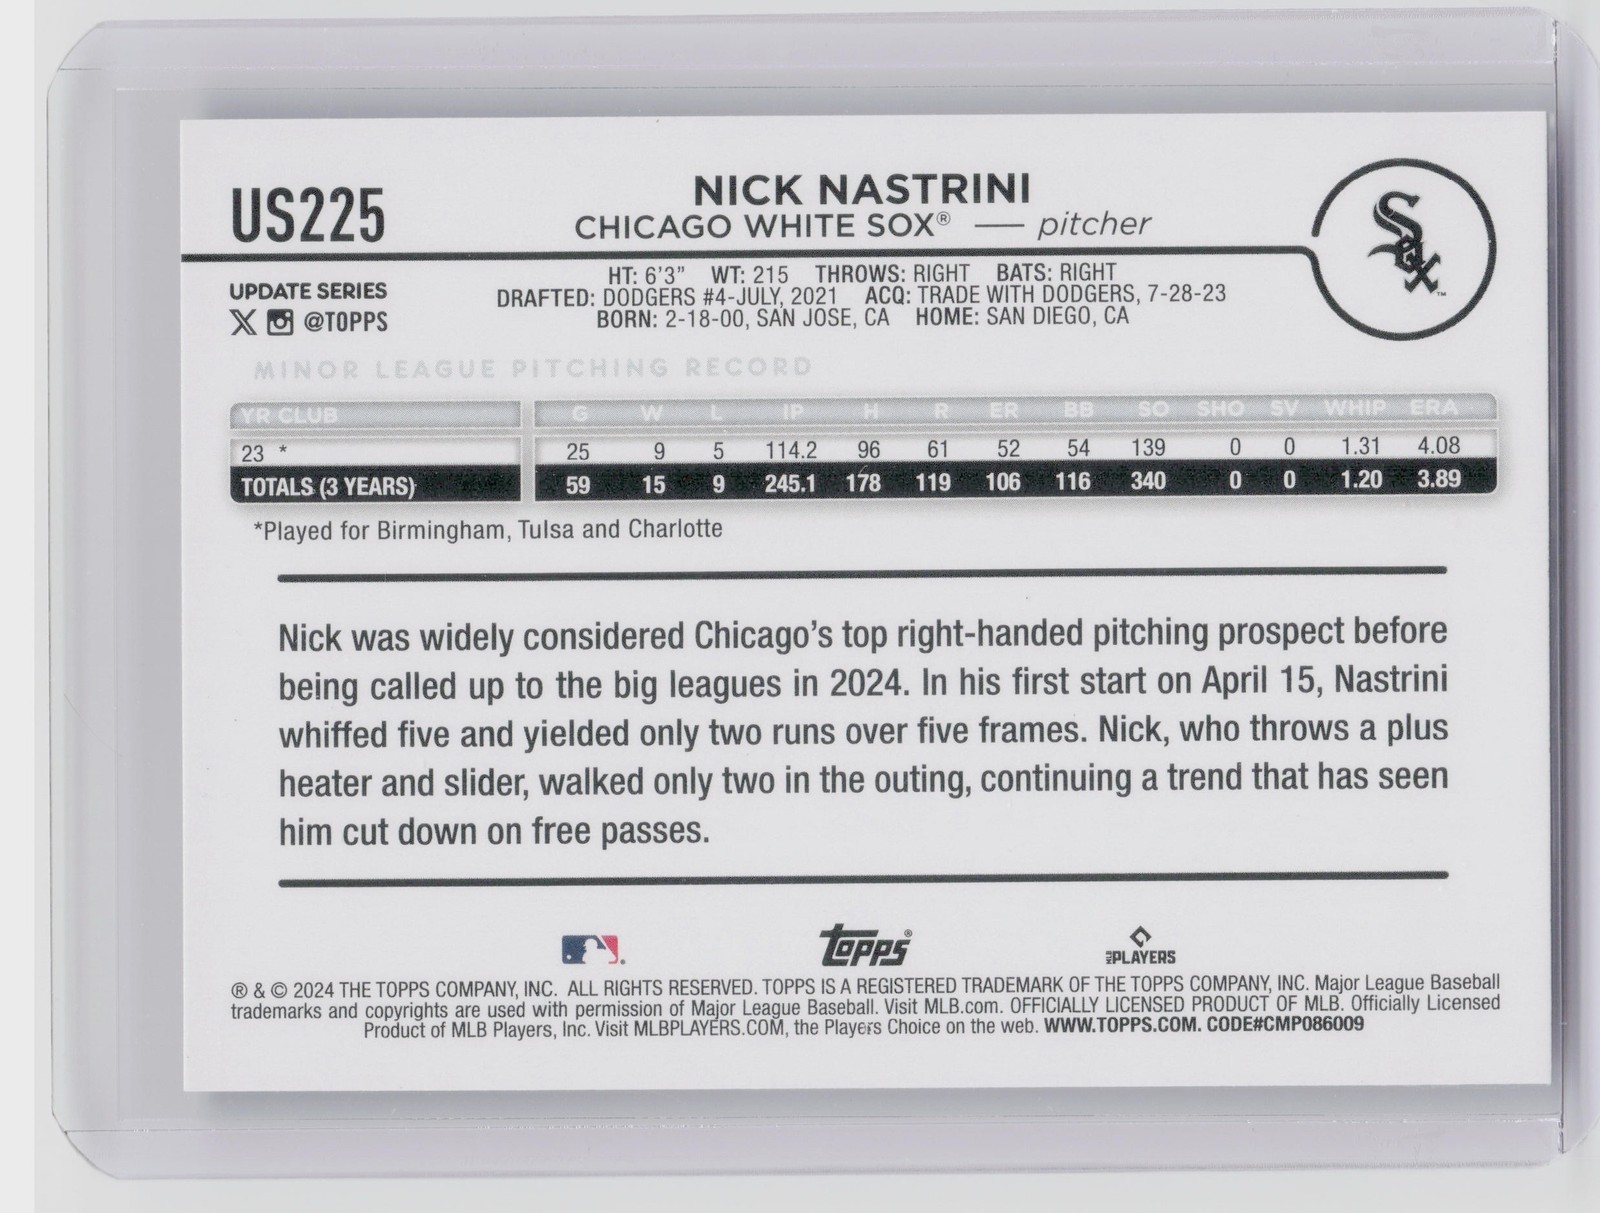 US225
NICK NASTRINI
CHICAGO WHITE SOX® — pitcher
Sox™
UPDATE SERIES
@TOPPS
HT: 6'3" WT: 215 THROWS: RIGHT BATS: RIGHT
DRAFTED: DODGERS #4-JULY, 2021 ACQ: TRADE WITH DODGERS, 7-28-23
BORN: 2-18-00, SAN JOSE, CA HOME: SAN DIEGO, CA
MINOR LEAGUE PITCHING RECORD
YR CLUB G W L IP H R ER BB SO SHO SV WHIP ERA
23 * 25 9 5 114.2 96 61 52 54 139 0 0 1.31 4.08
TOTALS (3 YEARS) 59 15 9 245.1 178 119 106 116 340 0 0 1.20 3.89
*Played for Birmingham, Tulsa and Charlotte
Nick was widely considered Chicago's top right-handed pitching prospect before
being called up to the big leagues in 2024. In his first start on April 15, Nastrini
whiffed five and yielded only two runs over five frames. Nick, who throws a plus
heater and slider, walked only two in the outing, continuing a trend that has seen
him cut down on free passes.
topps®
MLB PLAYERS
® & © 2024 THE TOPPS COMPANY, INC. ALL RIGHTS RESERVED. TOPPS IS A REGISTERED TRADEMARK OF THE TOPPS COMPANY, INC. Major League Baseball
trademarks and copyrights are used with permission of Major League Baseball. Visit MLB.com. OFFICIALLY LICENSED PRODUCT OF MLB. Officially Licensed
Product of MLB Players, Inc. Visit MLBPLAYERS.COM, the Players Choice on the web. WWW.TOPPS.COM. CODE#CMP086009